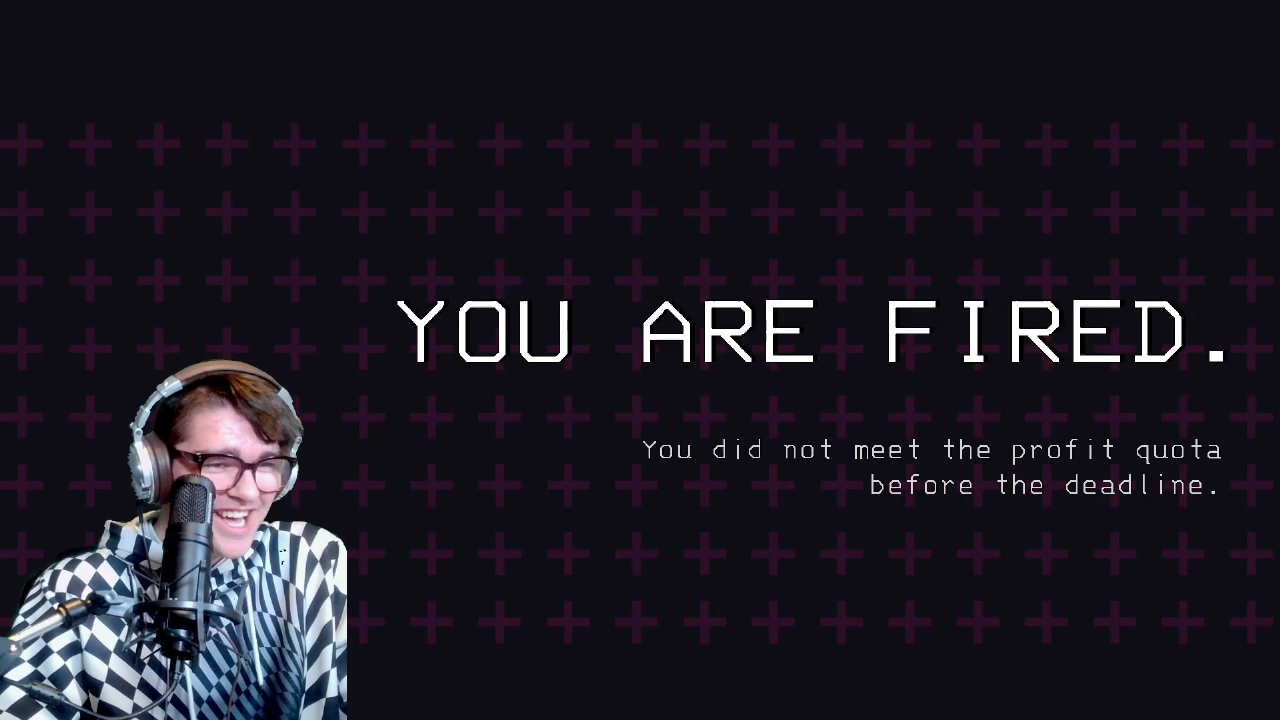 YOU ARE FIRED.
You did not meet the profit quota
before the deadline.